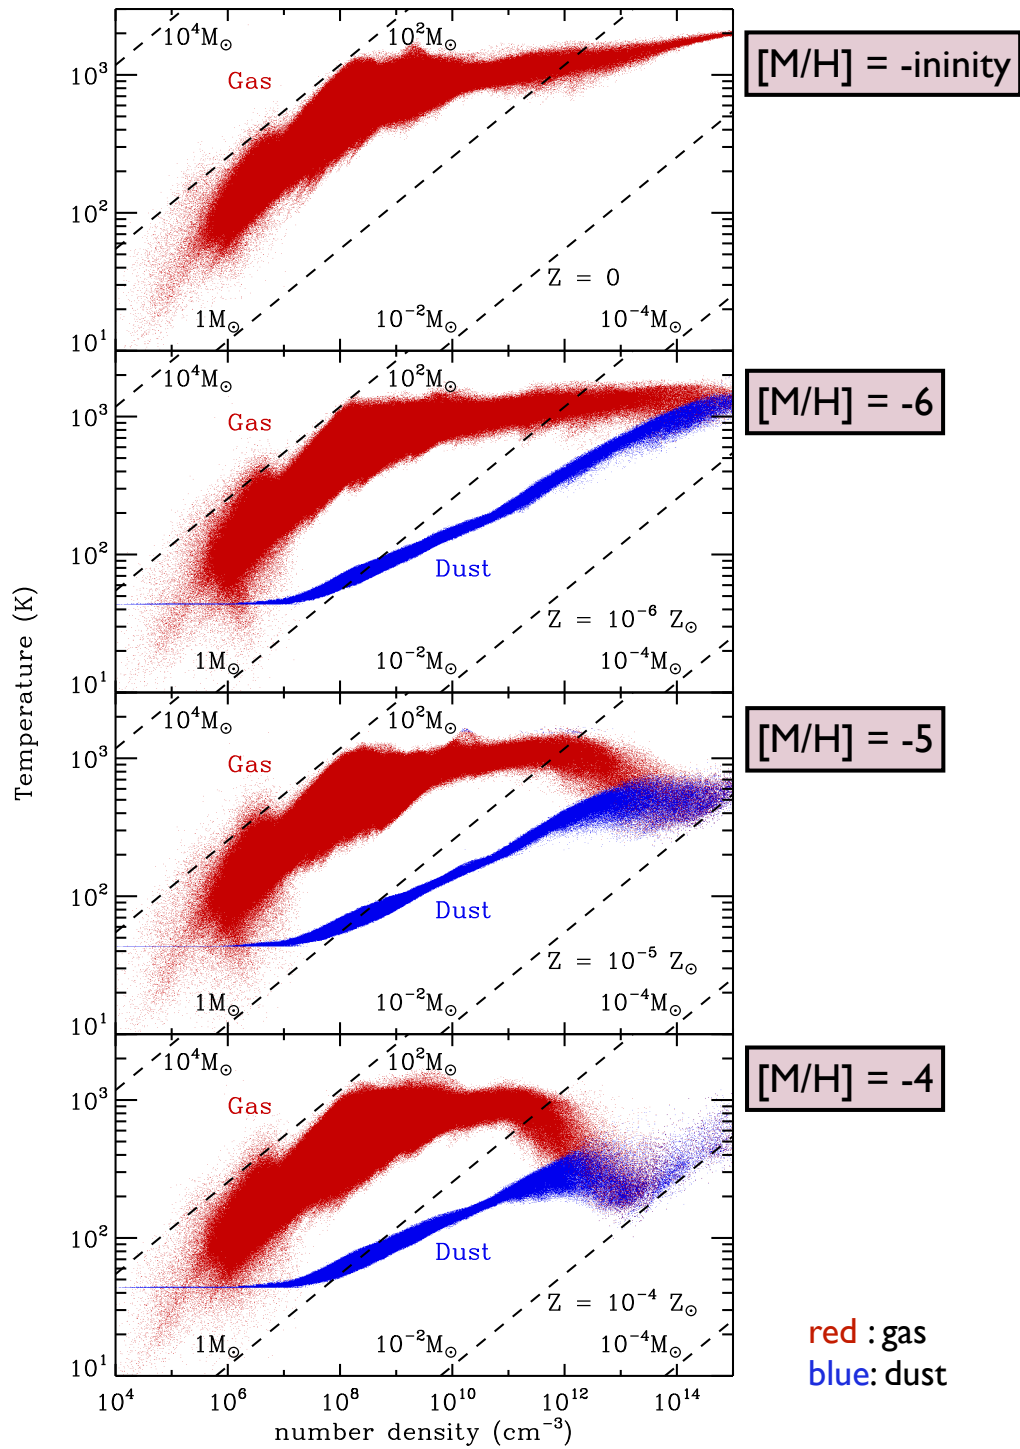 10⁴M☉
10²M☉
Gas
10³
10²
10¹
Z = 0
1M☉
10⁻²M☉
10⁻⁴M☉
[M/H] = -ininity
10⁴M☉
10²M☉
Gas
10³
10²
10¹
Dust
Z = 10⁻⁶ Z☉
1M☉
10⁻²M☉
10⁻⁴M☉
[M/H] = -6
10⁴M☉
10²M☉
Gas
10³
10²
10¹
Dust
Z = 10⁻⁵ Z☉
1M☉
10⁻²M☉
10⁻⁴M☉
[M/H] = -5
10⁴M☉
10²M☉
Gas
10³
10²
10¹
Dust
Z = 10⁻⁴ Z☉
1M☉
10⁻²M☉
10⁻⁴M☉
[M/H] = -4
Temperature (K)
10⁴ 10⁶ 10⁸ 10¹⁰ 10¹² 10¹⁴
number density (cm⁻³)
red : gas
blue: dust